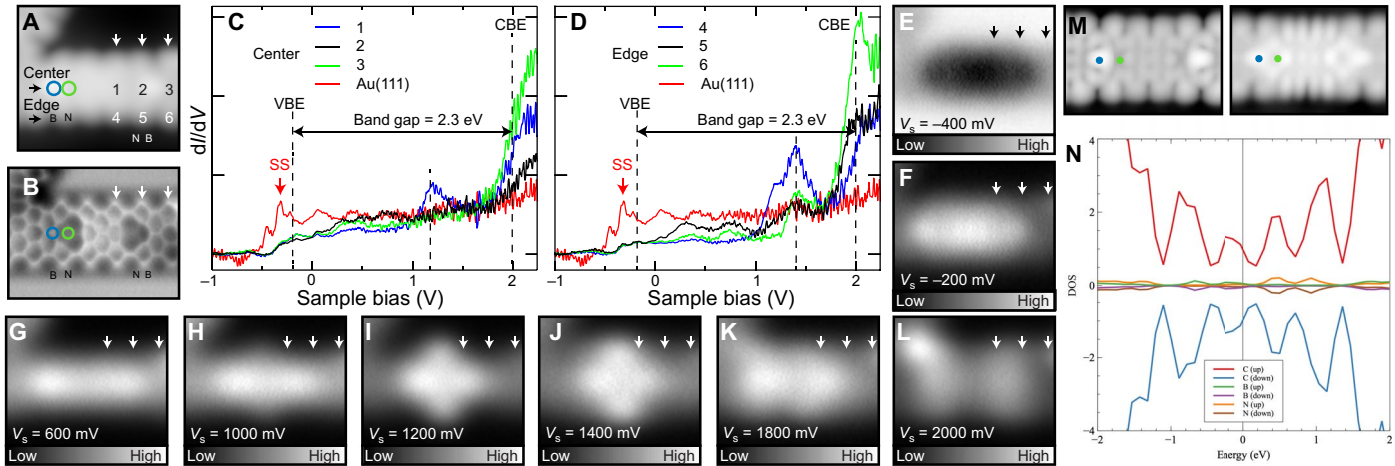 A
Center
1 2 3
Edge
4 5 6
B N
N B
B
B N
N B
C
1
2
3
Au(111)
Center
CBE
VBE
Band gap = 2.3 eV
SS
dI/dV
−1 0 1 2
Sample bias (V)
D
4
5
6
Au(111)
Edge
CBE
VBE
Band gap = 2.3 eV
SS
−1 0 1 2
Sample bias (V)
E
Vs = –400 mV
Low High
F
Vs = –200 mV
Low High
G
Vs = 600 mV
Low High
H
Vs = 1000 mV
Low High
I
Vs = 1200 mV
Low High
J
Vs = 1400 mV
Low High
K
Vs = 1800 mV
Low High
L
Vs = 2000 mV
Low High
M
N
4
2
0
−2
−4
DOS
C (up)
C (down)
B (up)
B (down)
N (up)
N (down)
−2 −1 0 1 2
Eaergy (eV)